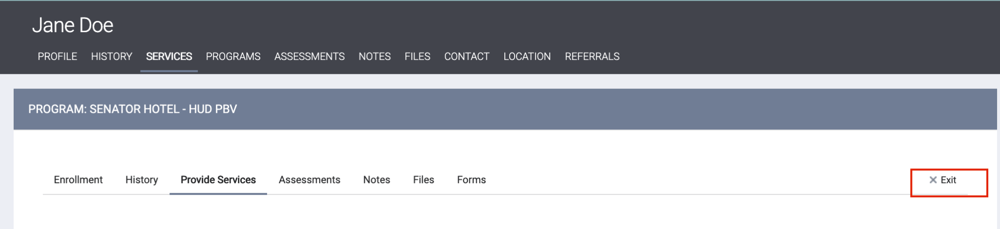 Jane Doe
PROFILE HISTORY SERVICES PROGRAMS ASSESSMENTS NOTES FILES CONTACT LOCATION REFERRALS
PROGRAM: SENATOR HOTEL - HUD PBV
Enrollment History Provide Services Assessments Notes Files Forms Exit